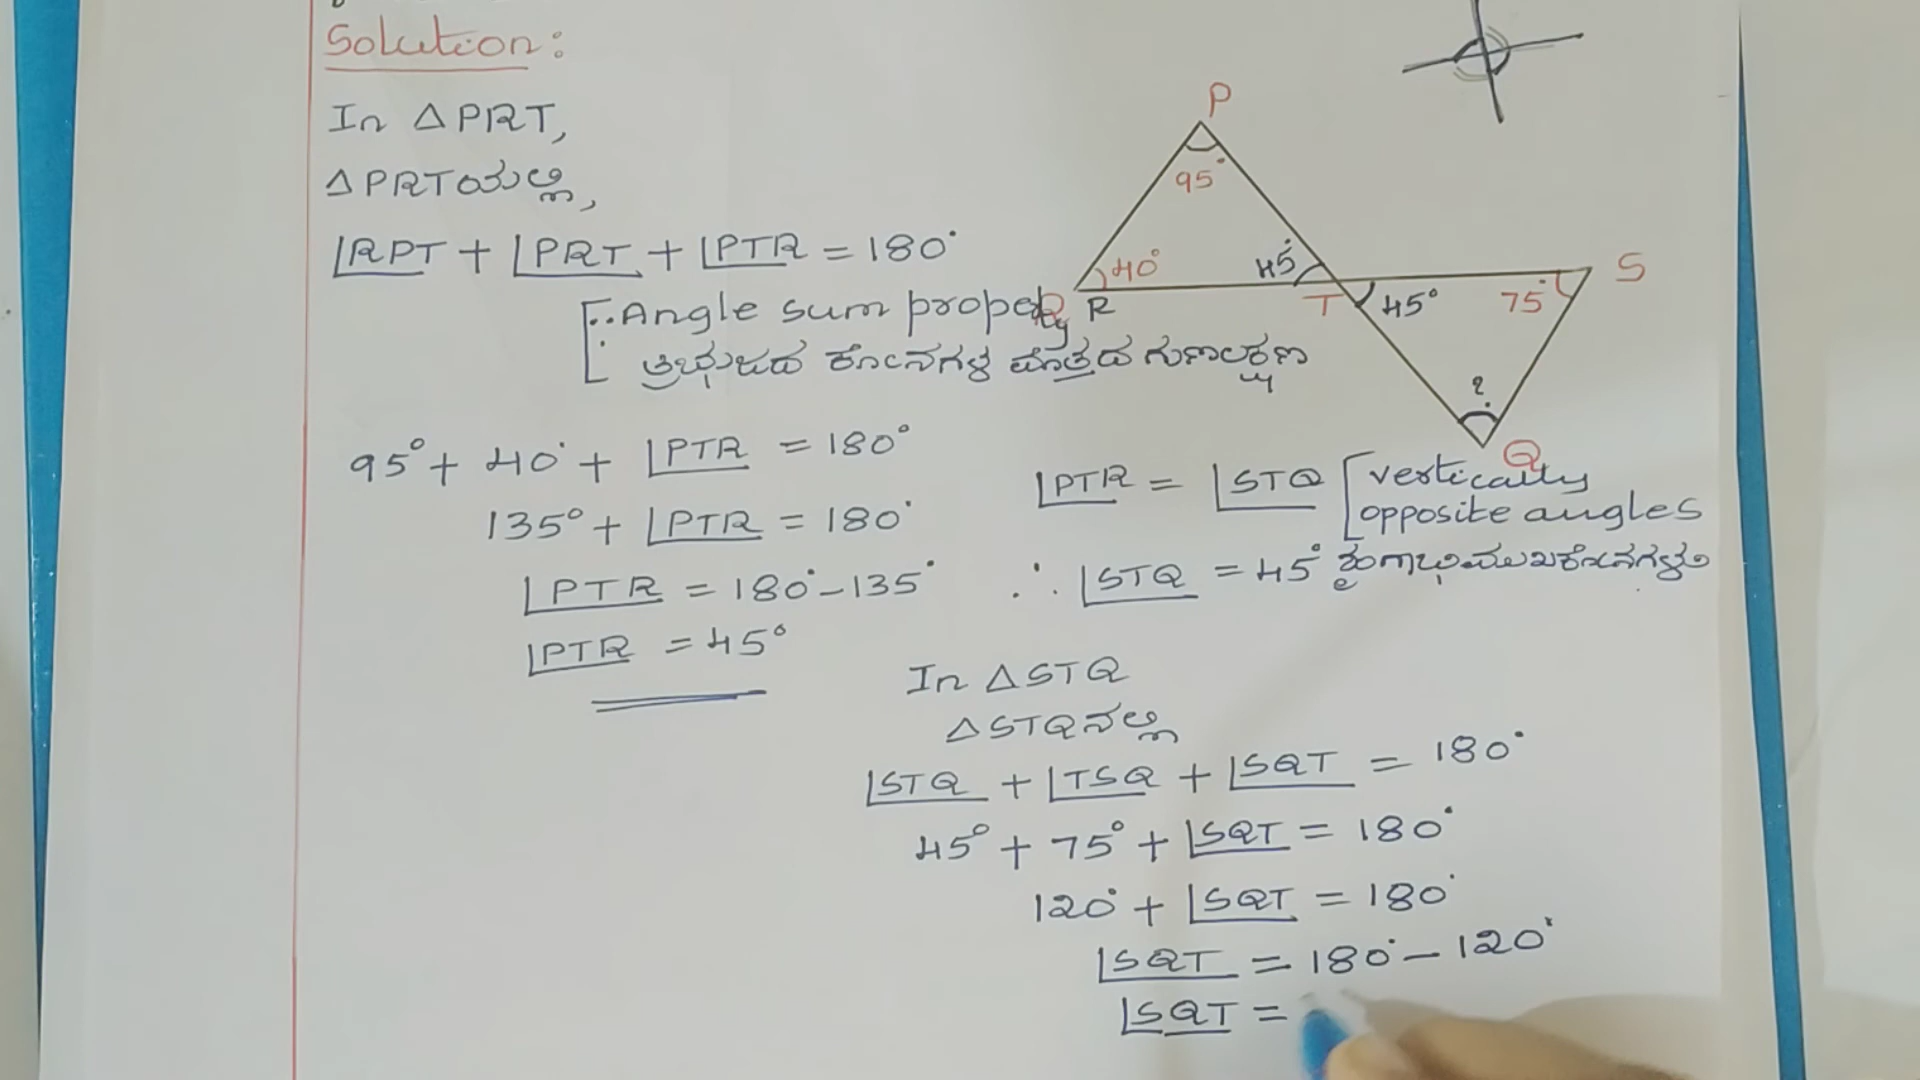 Solution:
In △PRT,
△PRTಯಲ್ಲಿ,
∠RPT + ∠PRT + ∠PTR = 180°
[∵ Angle sum property
ತ್ರಿಭುಜದ ಕೋನಗಳ ಮೊತ್ತದ ಗುಣಲಕ್ಷಣ
95° + 40° + ∠PTR = 180°
135° + ∠PTR = 180°
∠PTR = 180° - 135°
∠PTR = 45°
P
95°
40°
45°
R
T
45°
75°
S
?
Q
∠PTR = ∠STQ [vertically
opposite angles
∴ ∠STQ = 45° ಶೃಂಗಾಭಿಮುಖಕೋನಗಳು
In △STQ
△STQನಲ್ಲಿ
∠STQ + ∠TSQ + ∠SQT = 180°
45° + 75° + ∠SQT = 180°
120° + ∠SQT = 180°
∠SQT = 180° - 120°
∠SQT =